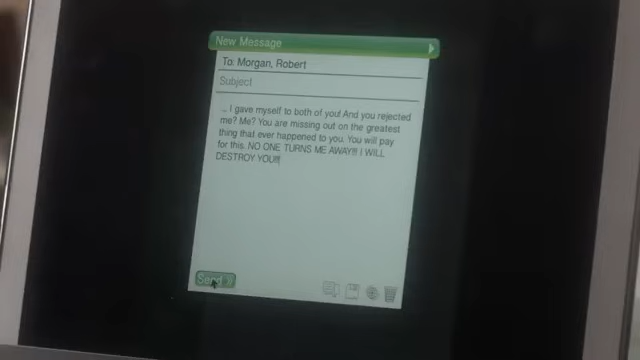 New Message
To: Morgan, Robert
Subject
... I gave myself to both of you! And you rejected
me? Me? You are missing out on the greatest
thing that ever happened to you. You will pay
for this. NO ONE TURNS ME AWAY!!! I WILL
DESTROY YOU!!!
Send